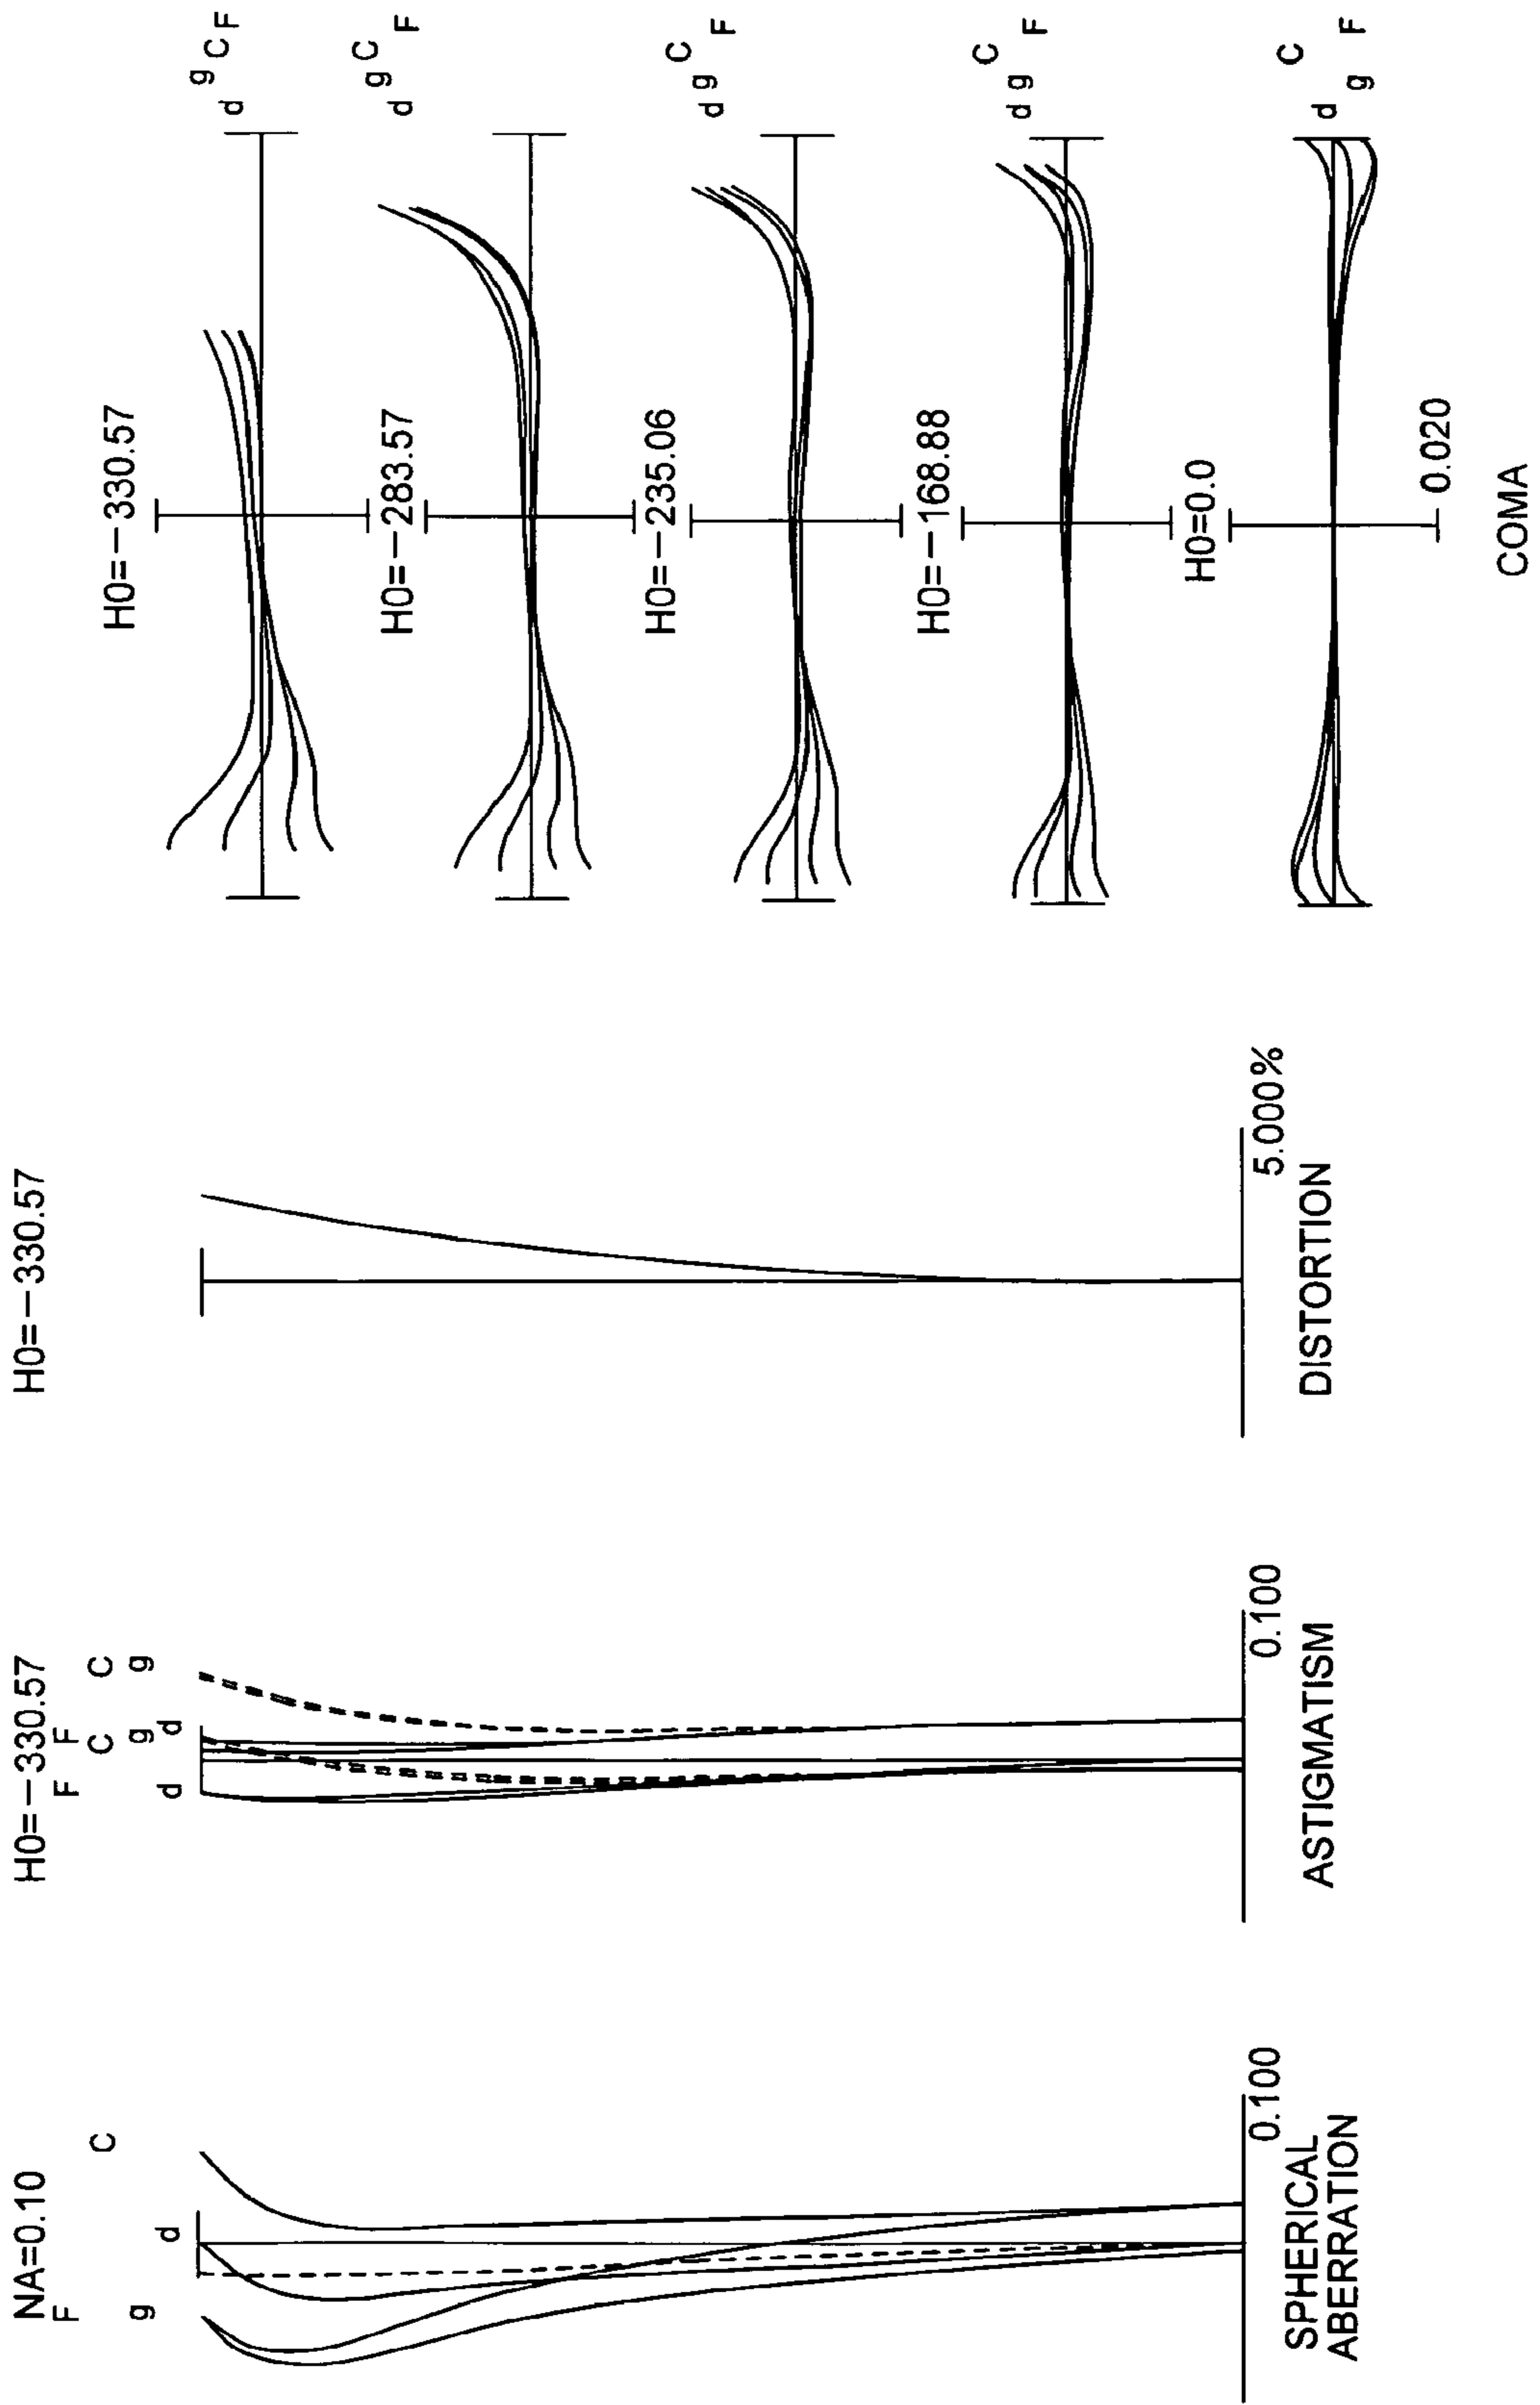 NA=0.10
F
C
g
d
0.100
SPHERICAL
ABERRATION
H0=−330.57
F F
C C
d g d g
0.100
ASTIGMATISM
H0=−330.57
5.000%
DISTORTION
H0=−330.57
d g C F
H0=−283.57
d g C F
H0=−235.06
d g C F
H0=−168.88
d g C F
H0=0.0
d g C F
0.020
COMA